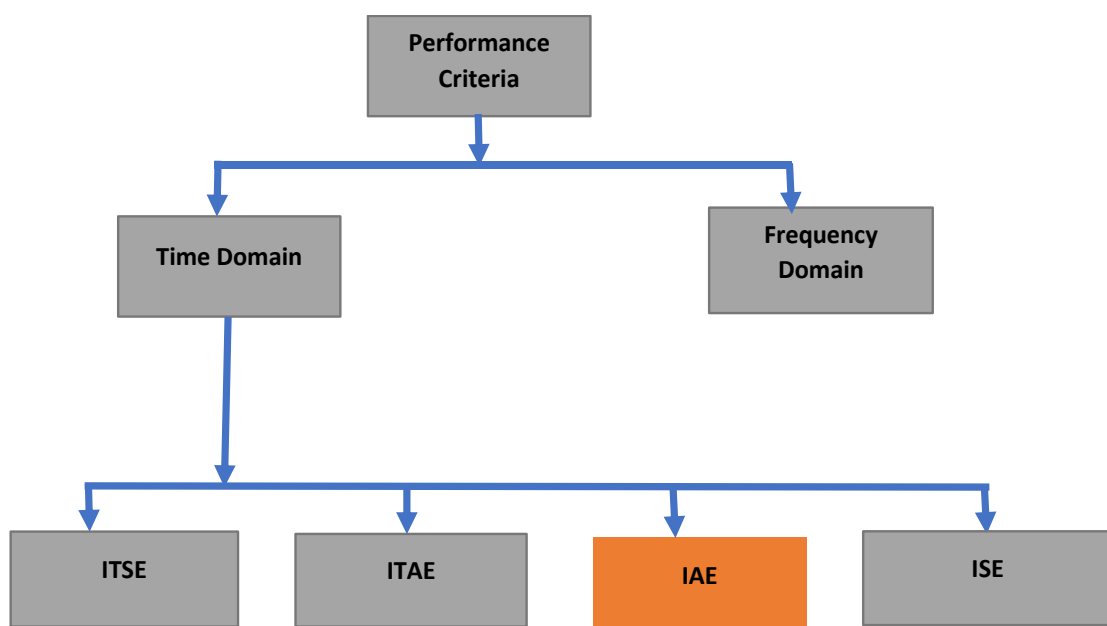 Performance
Criteria
Time Domain
Frequency
Domain
ITSE
ITAE
IAE
ISE